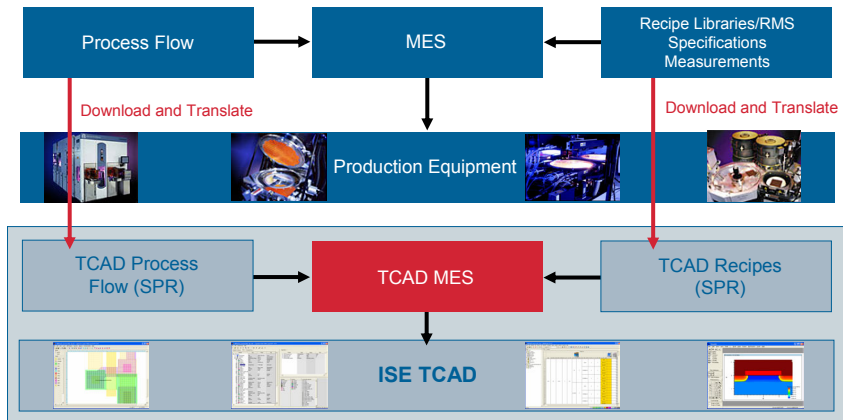 Process Flow
MES
Recipe Libraries/RMS
Specifications
Measurements
Download and Translate
Download and Translate
Production Equipment
TCAD Process
Flow (SPR)
TCAD MES
TCAD Recipes
(SPR)
ISE TCAD